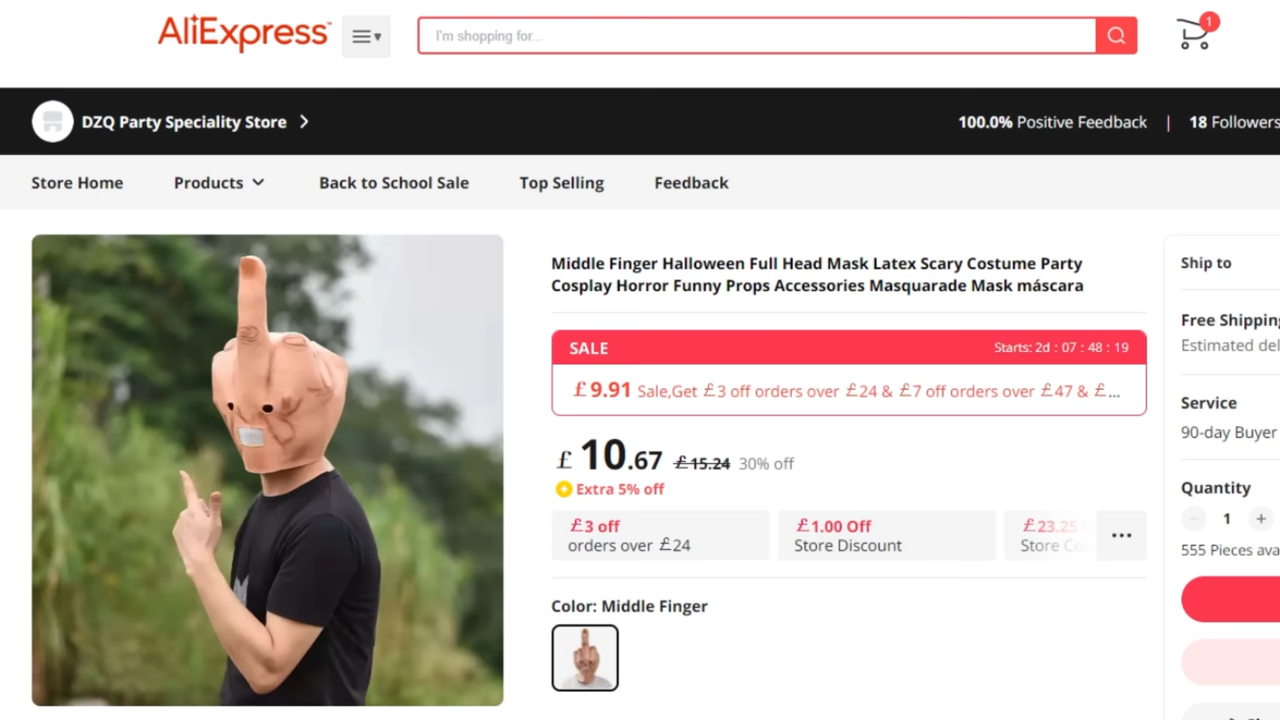 AliExpress™
I'm shopping for...
1
DZQ Party Speciality Store
100.0% Positive Feedback | 18 Followers
Store Home
Products
Back to School Sale
Top Selling
Feedback
Middle Finger Halloween Full Head Mask Latex Scary Costume Party
Cosplay Horror Funny Props Accessories Masquarade Mask máscara
SALE
Starts: 2d : 07 : 48 : 19
£9.91 Sale,Get £3 off orders over £24 & £7 off orders over £47 & £...
£10.67 £15.24 30% off
Extra 5% off
£3 off
orders over £24
£1.00 Off
Store Discount
£23.25
Store
...
Color: Middle Finger
Ship to
Free Shipping
Estimated
Service
90-day Buyer
Quantity
− 1 +
555 Pieces